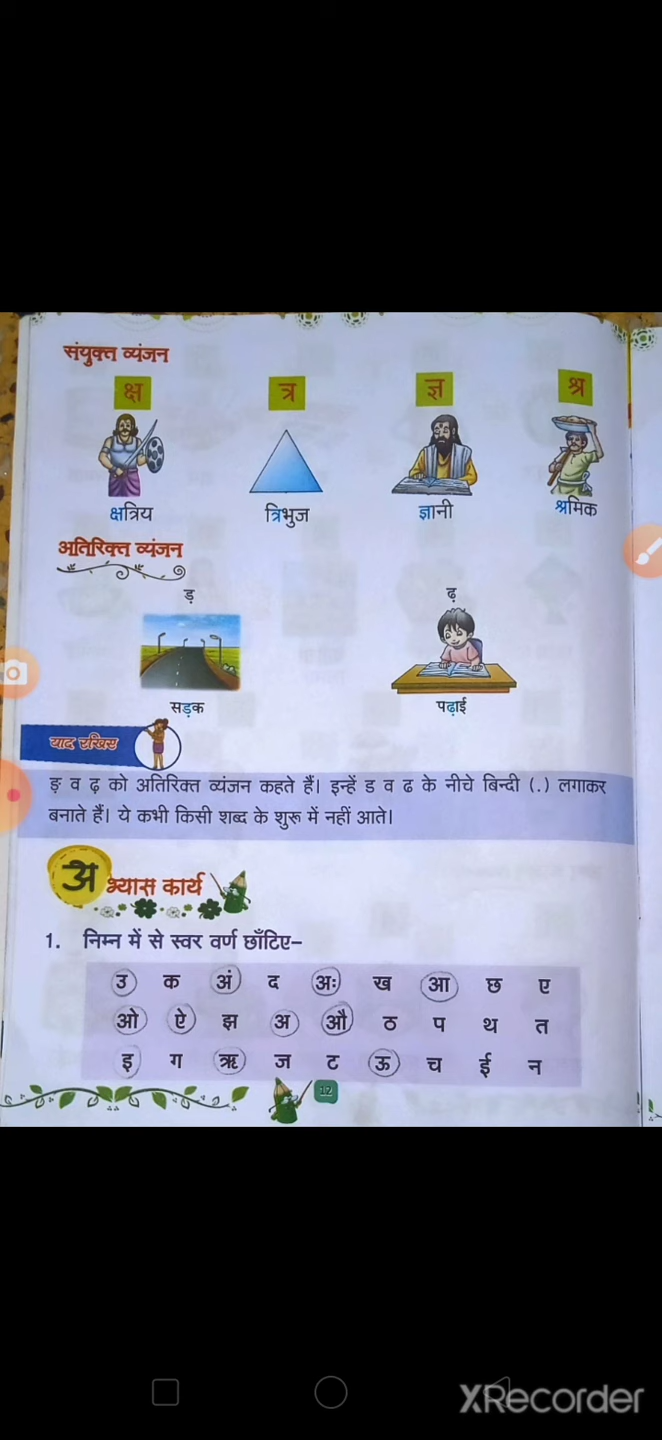 संयुक्त व्यंजन
क्ष त्र ज्ञ श्र
क्षत्रिय त्रिभुज ज्ञानी श्रमिक
अतिरिक्त व्यंजन
ड़ ढ़
सड़क पढ़ाई
याद रखिए
ड़ व ढ़ को अतिरिक्त व्यंजन कहते हैं। इन्हें ड व ढ के नीचे बिन्दी (.) लगाकर
बनाते हैं। ये कभी किसी शब्द के शुरू में नहीं आते।
अभ्यास कार्य
1. निम्न में से स्वर वर्ण छाँटिए–
उ क अं द अः ख आ छ ए
ओ ऐ झ अ औ ठ प थ त
इ ग ऋ ज ट ऊ च ई न
12
XRecorder